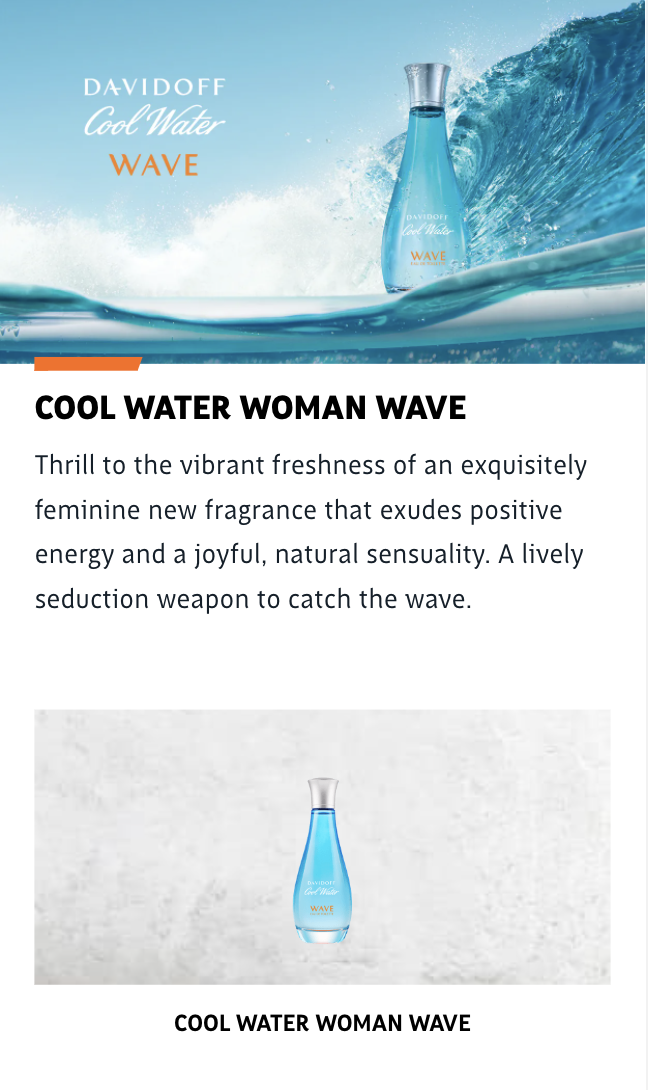 DAVIDOFF
Cool Water
WAVE
DAVIDOFF
Cool Water
WAVE
COOL WATER WOMAN WAVE
Thrill to the vibrant freshness of an exquisitely
feminine new fragrance that exudes positive
energy and a joyful, natural sensuality. A lively
seduction weapon to catch the wave.
DAVIDOFF
Cool Water
WAVE
COOL WATER WOMAN WAVE